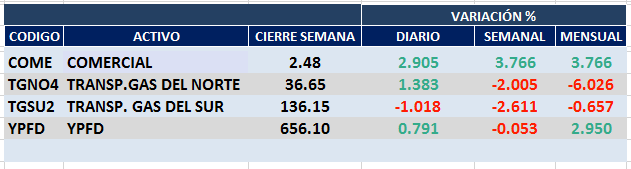 VARIACIÓN %
CODIGO ACTIVO CIERRE SEMANA DIARIO SEMANAL MENSUAL
COME COMERCIAL 2.48 2.905 3.766 3.766
TGNO4 TRANSP.GAS DEL NORTE 36.65 1.383 -2.005 -6.026
TGSU2 TRANSP. GAS DEL SUR 136.15 -1.018 -2.611 -0.657
YPFD YPFD 656.10 0.791 -0.053 2.950